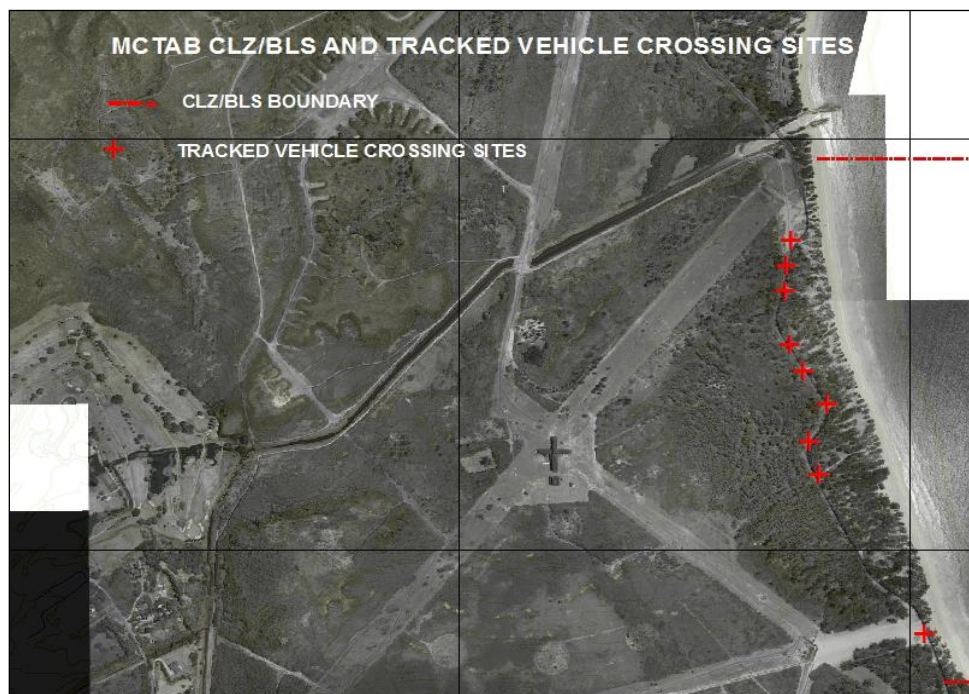 MCTAB CLZ/BLS AND TRACKED VEHICLE CROSSING SITES
CLZ/BLS BOUNDARY
TRACKED VEHICLE CROSSING SITES